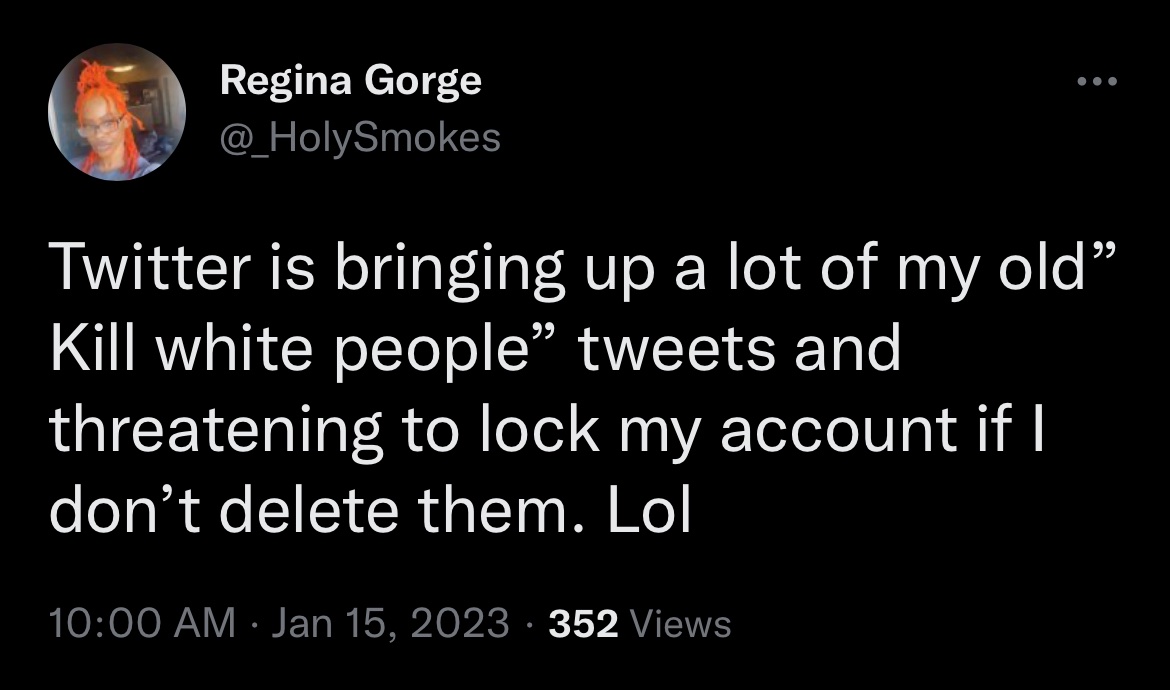 Regina Gorge
@_HolySmokes
Twitter is bringing up a lot of my old”
Kill white people” tweets and
threatening to lock my account if I
don’t delete them. Lol
10:00 AM · Jan 15, 2023 · 352 Views